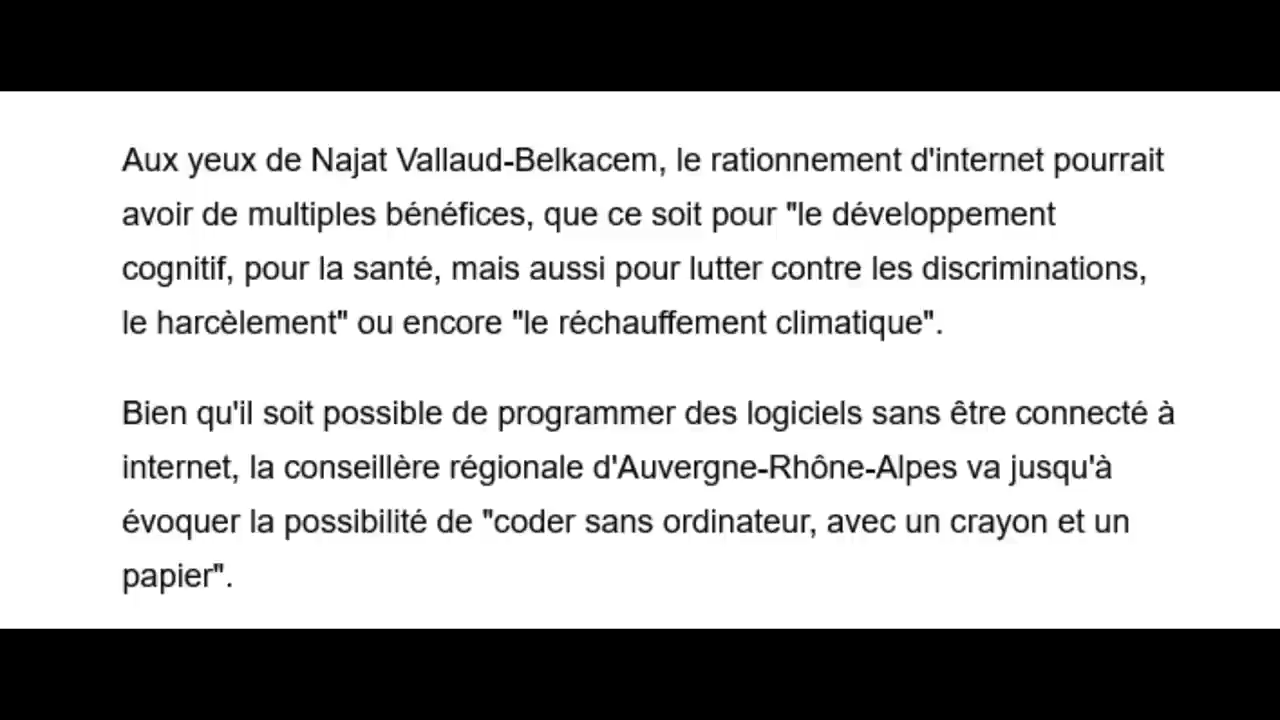 Aux yeux de Najat Vallaud-Belkacem, le rationnement d'internet pourrait
avoir de multiples bénéfices, que ce soit pour "le développement
cognitif, pour la santé, mais aussi pour lutter contre les discriminations,
le harcèlement" ou encore "le réchauffement climatique".
Bien qu'il soit possible de programmer des logiciels sans être connecté à
internet, la conseillère régionale d'Auvergne-Rhône-Alpes va jusqu'à
évoquer la possibilité de "coder sans ordinateur, avec un crayon et un
papier".